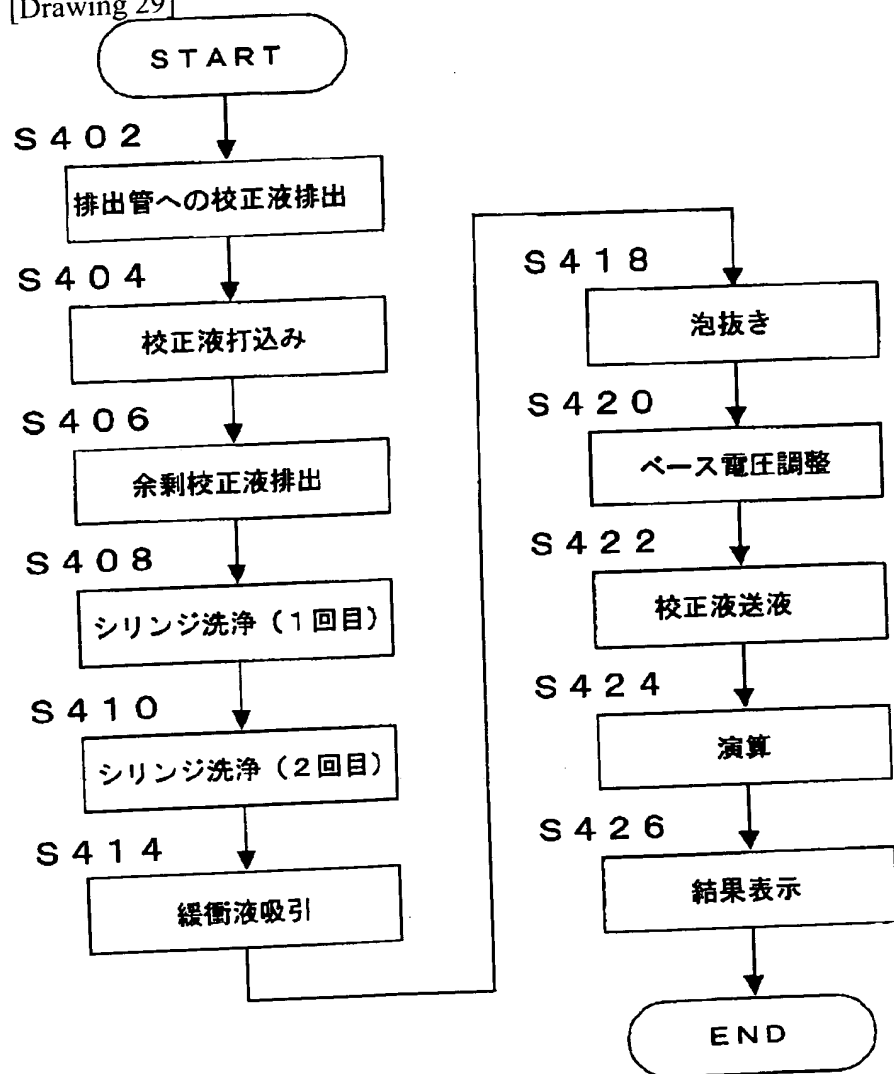 [Drawing 29]
START
S402
排出管への校正液排出
S404
校正液打込み
S406
余剰校正液排出
S408
シリンジ洗浄(1回目)
S410
シリンジ洗浄(2回目)
S414
緩衝液吸引
S418
泡抜き
S420
ベース電圧調整
S422
校正液送液
S424
演算
S426
結果表示
END